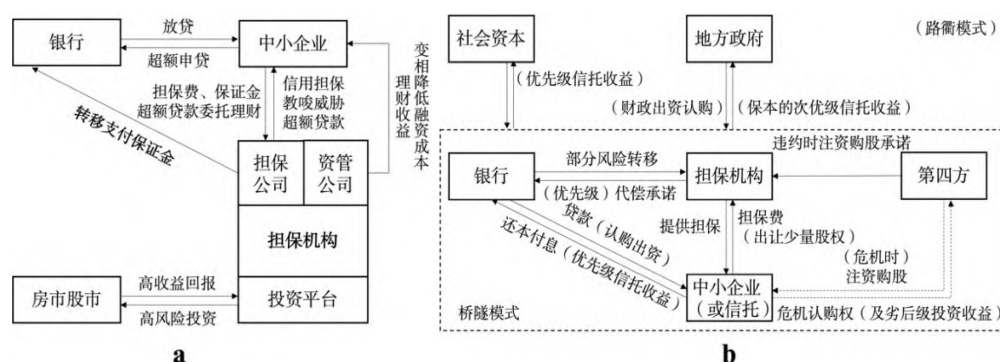 放贷
银行
中小企业
超额申贷
担保费、保证金
超额贷款委托理财
信用担保
教唆威胁
超额贷款
变相降低融资成本
理财收益
转移支付保证金
担保
公司
资管
公司
担保机构
高收益回报
房市股市
投资平台
高风险投资
a
社会资本
地方政府
（路衢模式）
（优先级信托收益）
（财政出资认购）
（保本的次优级信托收益）
违约时注资购股承诺
部分风险转移
银行
担保机构
第四方
（优先级）代偿承诺
贷款（认购出资）
还本付息（优先级信托收益）
提供担保
担保费
（出让少量股权）
（危机时）
注资购股
中小企业
（或信托）
桥隧模式
危机认购权（及劣后级投资收益）
b